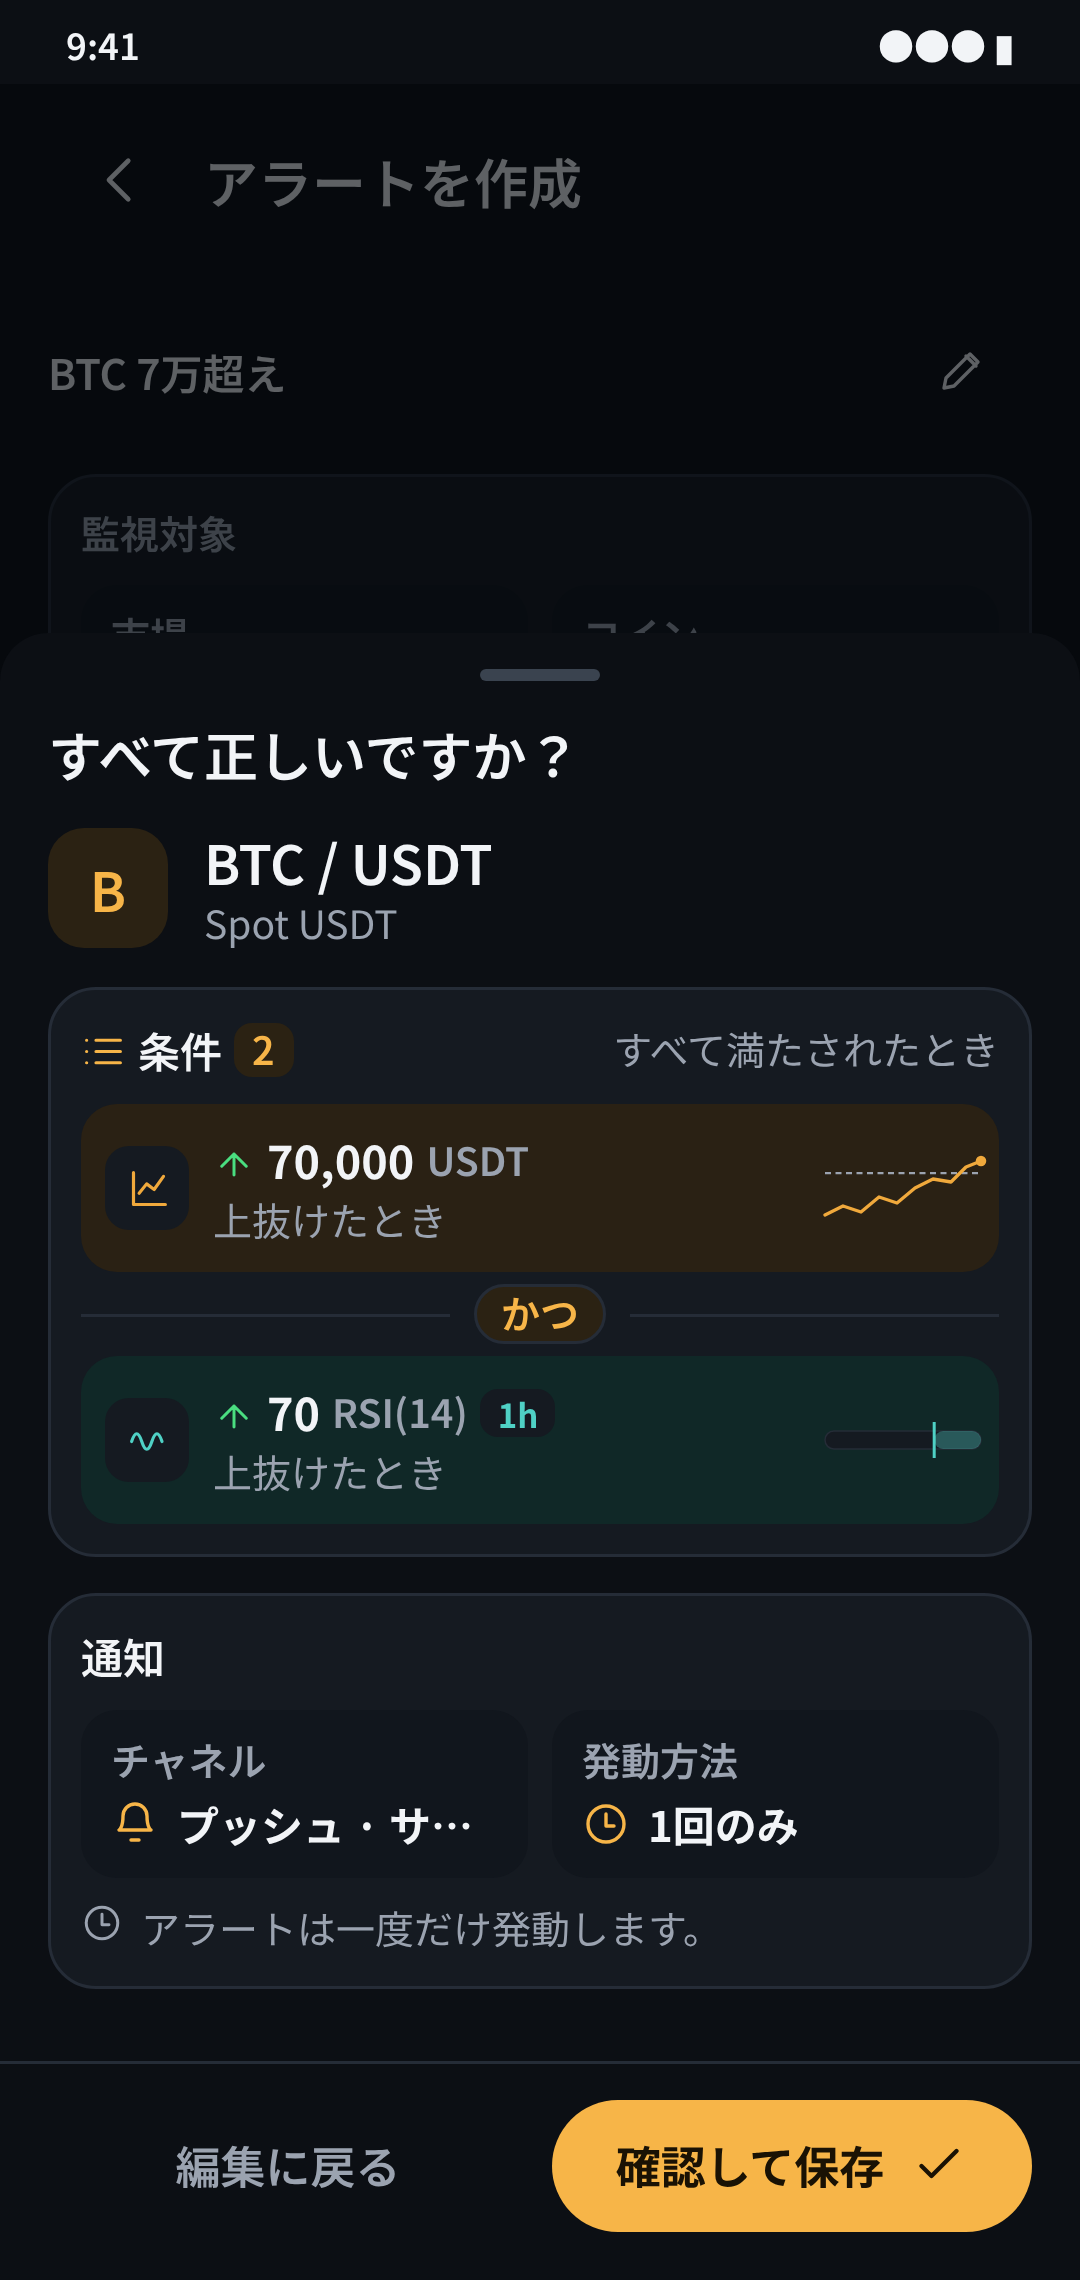 9:41
アラートを作成
BTC 7万超え
監視対象
市場
コイン
すべて正しいですか？
B
BTC / USDT
Spot USDT
条件 2
すべて満たされたとき
70,000 USDT
上抜けたとき
かつ
70 RSI(14) 1h
上抜けたとき
通知
チャネル
プッシュ · サ…
発動方法
1回のみ
アラートは一度だけ発動します。
編集に戻る
確認して保存